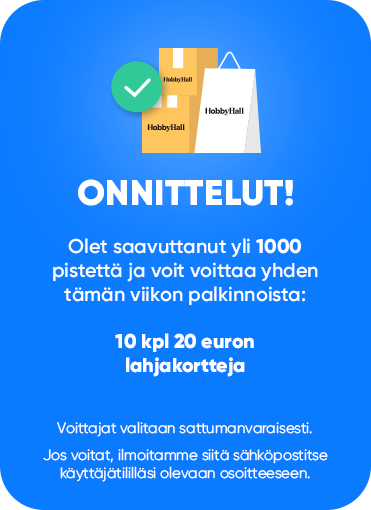 HobbyHall
HobbyHall
HobbyHall
ONNITTELUT!
Olet saavuttanut yli 1000
pistettä ja voit voittaa yhden
tämän viikon palkinnoista:
10 kpl 20 euron
lahjakortteja
Voittajat valitaan sattumanvaraisesti.
Jos voitat, ilmoitamme siitä sähköpostitse
käyttäjätililläsi olevaan osoitteeseen.